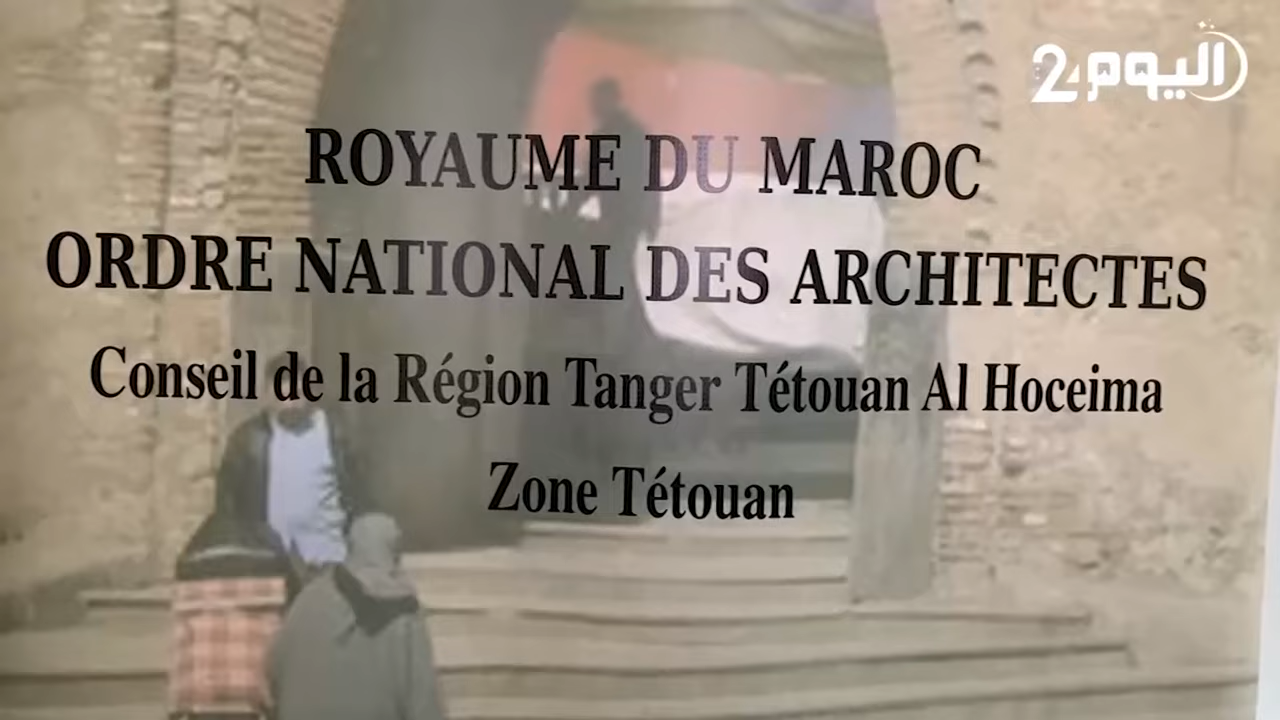 اليوم 24
ROYAUME DU MAROC
ORDRE NATIONAL DES ARCHITECTES
Conseil de la Région Tanger Tétouan Al Hoceima
Zone Tétouan